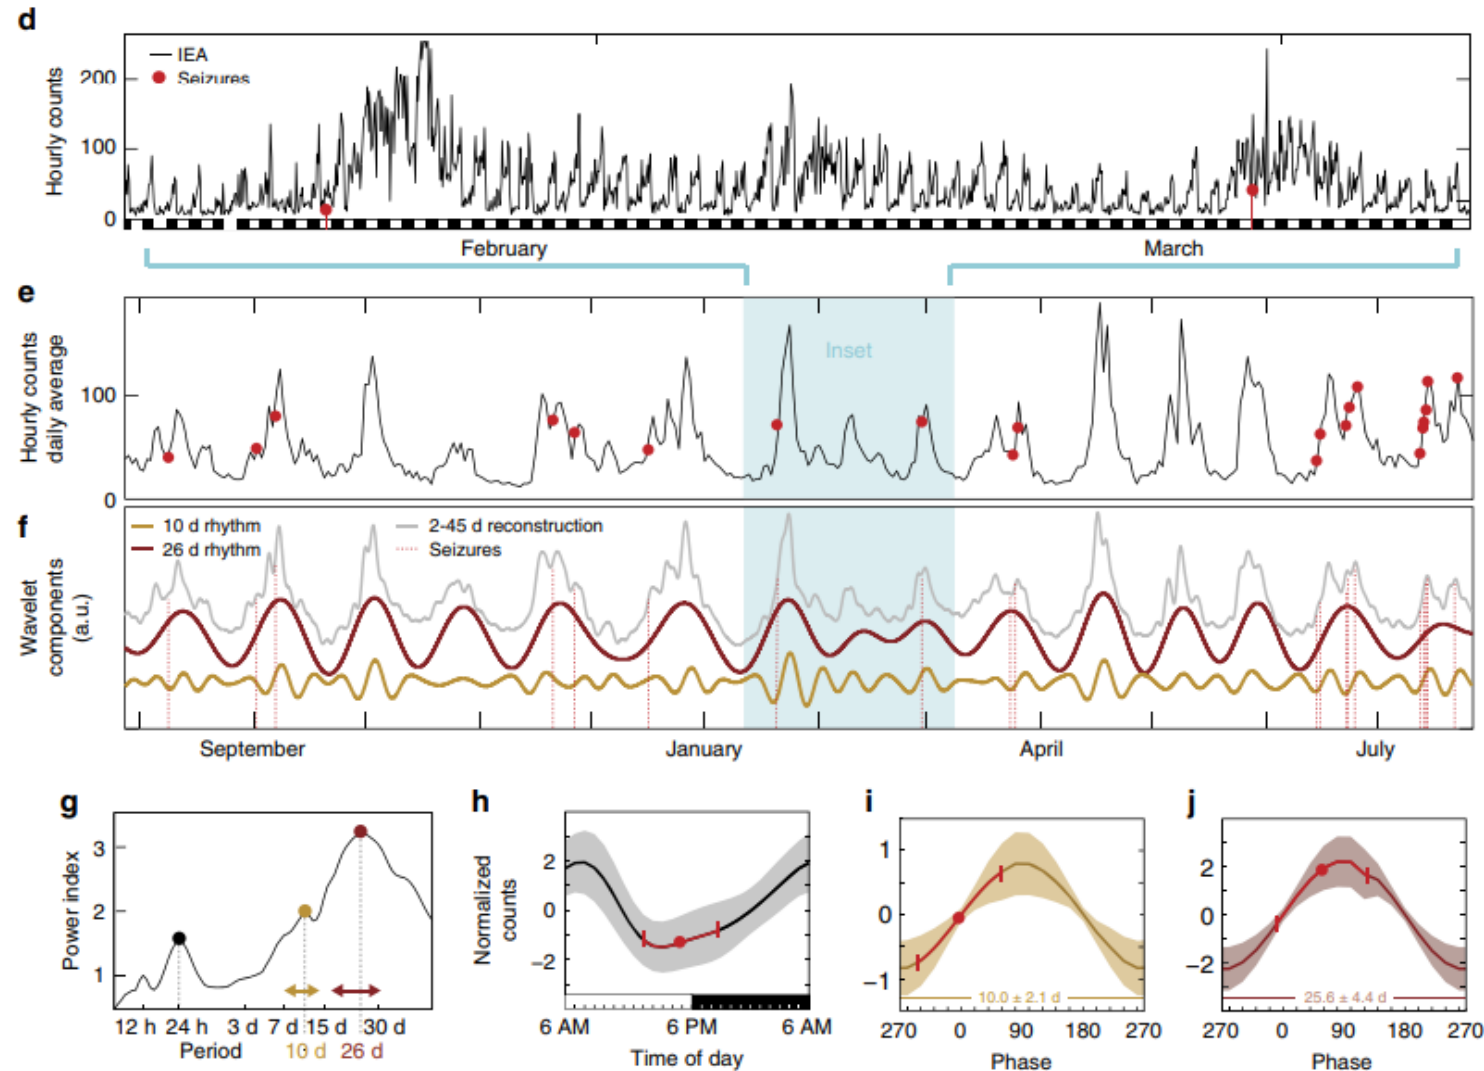 d
IEA
Seizures
Hourly counts
200
100
0
February
March
e
Hourly counts
daily average
100
0
Inset
f
10 d rhythm
26 d rhythm
2-45 d reconstruction
Seizures
Wavelet
components
(a.u.)
September
January
April
July
g
Power index
3
2
1
12 h
24 h
3 d
7 d
15 d
30 d
Period
10 d
26 d
h
Normalized
counts
2
0
−2
6 AM
6 PM
6 AM
Time of day
i
1
0
−1
10.0 ± 2.1 d
270
0
90
180
270
Phase
j
2
0
−2
25.6 ± 4.4 d
270
0
90
180
270
Phase